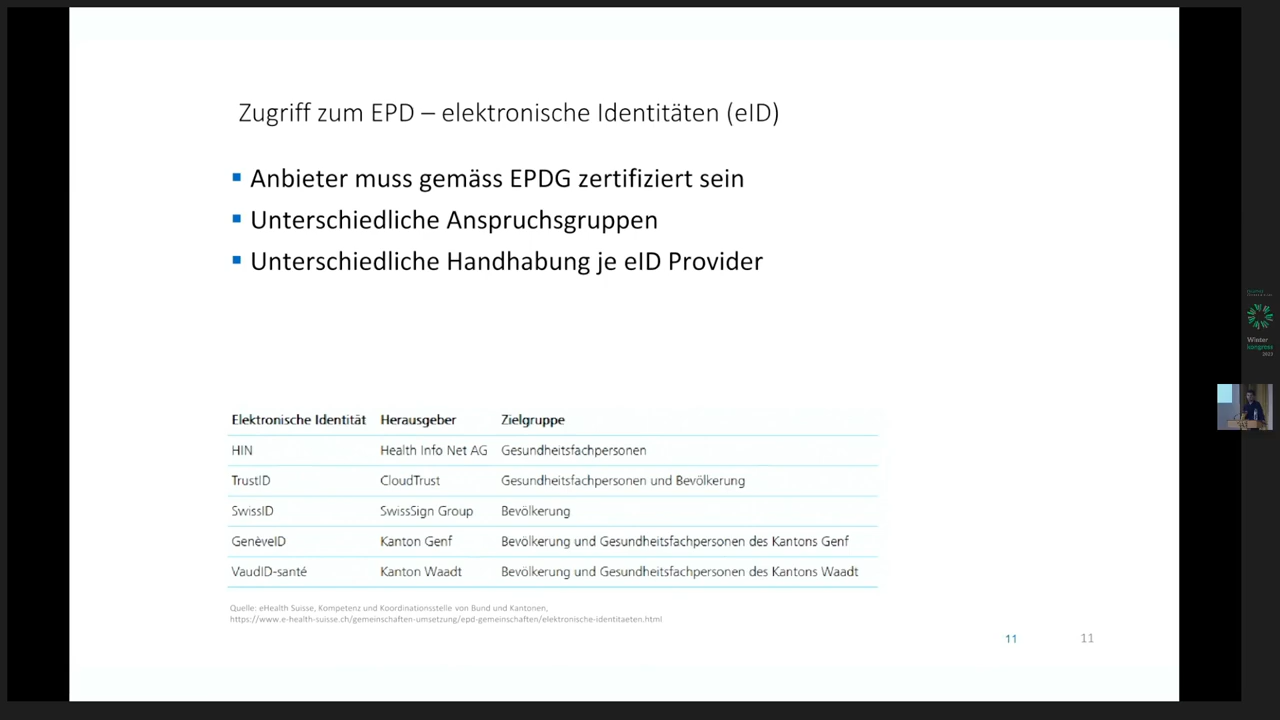 Zugriff zum EPD – elektronische Identitäten (eID)
Anbieter muss gemäss EPDG zertifiziert sein
Unterschiedliche Anspruchsgruppen
Unterschiedliche Handhabung je eID Provider
Elektronische Identität Herausgeber Zielgruppe
HIN Health Info Net AG Gesundheitsfachpersonen
TrustID CloudTrust Gesundheitsfachpersonen und Bevölkerung
SwissID SwissSign Group Bevölkerung
GenèveID Kanton Genf Bevölkerung und Gesundheitsfachpersonen des Kantons Genf
VaudID-santé Kanton Waadt Bevölkerung und Gesundheitsfachpersonen des Kantons Waadt
Quelle: eHealth Suisse, Kompetenz und Koordinationsstelle von Bund und Kantonen,
https://www.e-health-suisse.ch/gemeinschaften-umsetzung/epd-gemeinschaften/elektronische-identitaeten.html
11 11
Winter
kongress
2023